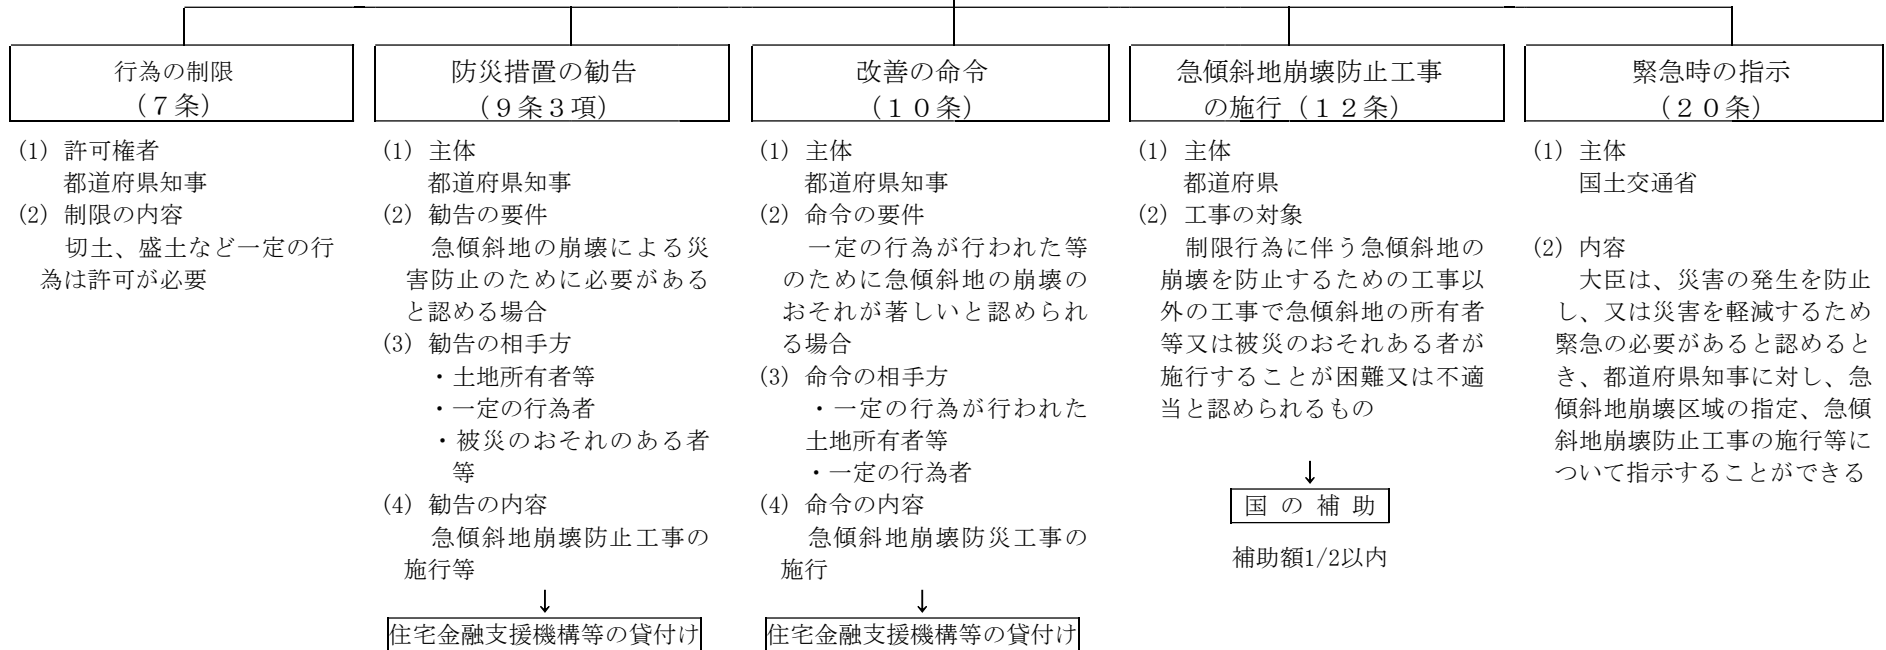 行為の制限
（７条）
(1) 許可権者
都道府県知事
(2) 制限の内容
切土、盛土など一定の行
為は許可が必要
防災措置の勧告
（９条３項）
(1) 主体
都道府県知事
(2) 勧告の要件
急傾斜地の崩壊による災
害防止のために必要がある
と認める場合
(3) 勧告の相手方
・土地所有者等
・一定の行為者
・被災のおそれのある者
等
(4) 勧告の内容
急傾斜地崩壊防止工事の
施行等
↓
住宅金融支援機構等の貸付け
改善の命令
（１０条）
(1) 主体
都道府県知事
(2) 命令の要件
一定の行為が行われた等
のために急傾斜地の崩壊の
おそれが著しいと認められ
る場合
(3) 命令の相手方
・一定の行為が行われた
土地所有者等
・一定の行為者
(4) 命令の内容
急傾斜地崩壊防災工事の
施行
↓
住宅金融支援機構等の貸付け
急傾斜地崩壊防止工事
の施行（１２条）
(1) 主体
都道府県
(2) 工事の対象
制限行為に伴う急傾斜地の
崩壊を防止するための工事以
外の工事で急傾斜地の所有者
等又は被災のおそれある者が
施行することが困難又は不適
当と認められるもの
↓
国の補助
補助額1/2以内
緊急時の指示
（２０条）
(1) 主体
国土交通省
(2) 内容
大臣は、災害の発生を防止
し、又は災害を軽減するため
緊急の必要があると認めると
き、都道府県知事に対し、急
傾斜地崩壊区域の指定、急傾
斜地崩壊防止工事の施行等に
ついて指示することができる